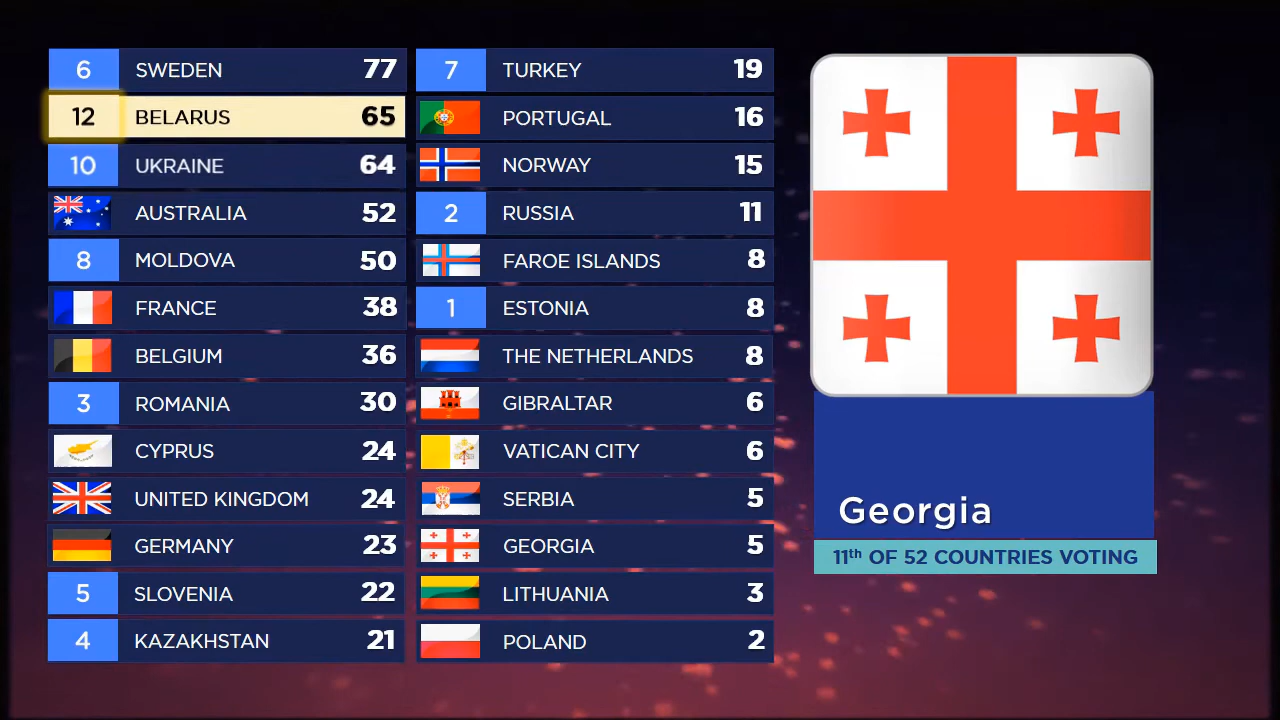 6 SWEDEN 77
12 BELARUS 65
10 UKRAINE 64
AUSTRALIA 52
8 MOLDOVA 50
FRANCE 38
BELGIUM 36
3 ROMANIA 30
CYPRUS 24
UNITED KINGDOM 24
GERMANY 23
5 SLOVENIA 22
4 KAZAKHSTAN 21
7 TURKEY 19
PORTUGAL 16
NORWAY 15
2 RUSSIA 11
FAROE ISLANDS 8
1 ESTONIA 8
THE NETHERLANDS 8
GIBRALTAR 6
VATICAN CITY 6
SERBIA 5
GEORGIA 5
LITHUANIA 3
POLAND 2
Georgia
11th OF 52 COUNTRIES VOTING